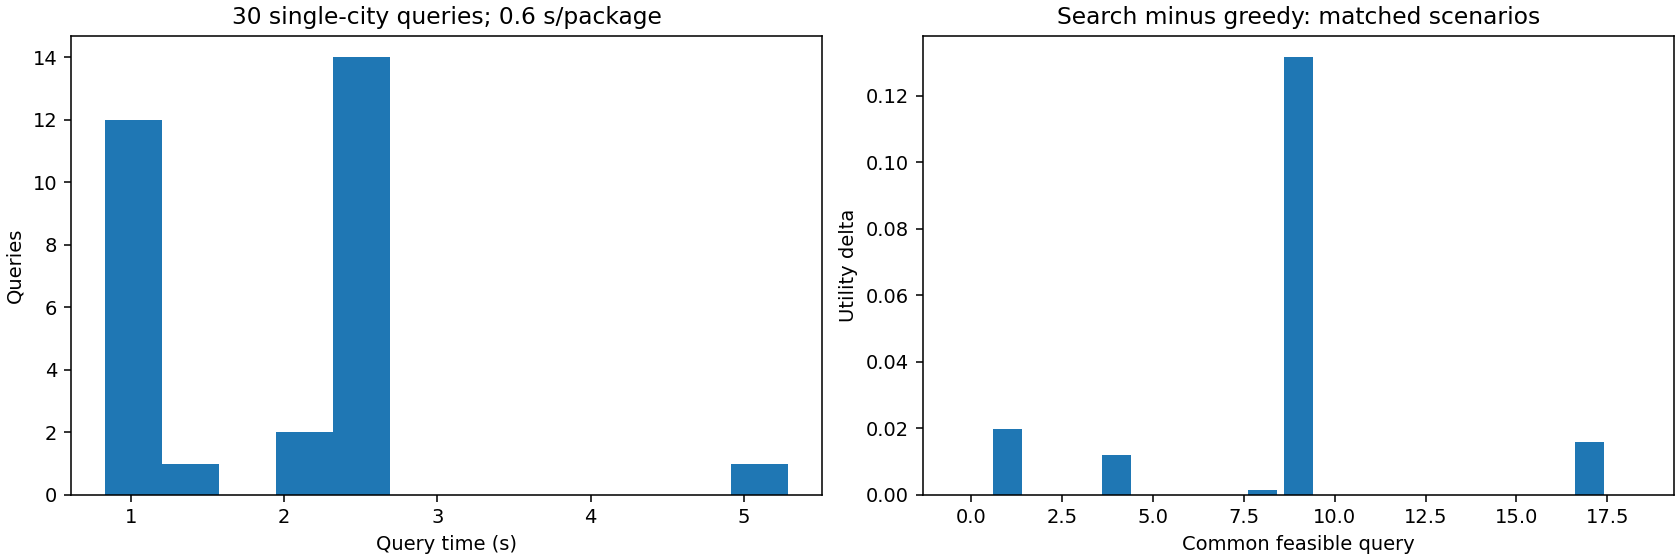 30 single-city queries; 0.6 s/package
Queries
14
12
10
8
6
4
2
0
1 2 3 4 5
Query time (s)
Search minus greedy: matched scenarios
Utility delta
0.12
0.10
0.08
0.06
0.04
0.02
0.00
0.0 2.5 5.0 7.5 10.0 12.5 15.0 17.5
Common feasible query